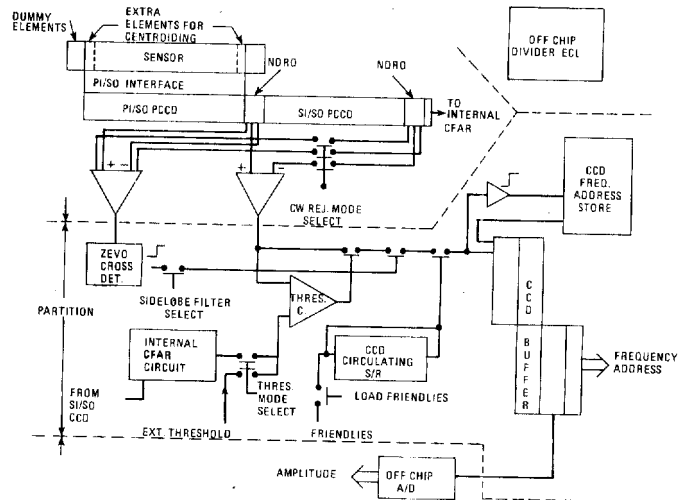 DUMMY
ELEMENTS
EXTRA
ELEMENTS FOR
CENTROIDING
OFF CHIP
DIVIDER ECL
SENSOR
NDRO
NDRO
PI/SO INTERFACE
PI/SO PCCD
SI/SO PCCD
TO
INTERNAL
CFAR
+ -
+ -
CW REJ. MODE
SELECT
CCD
FREQ.
ADDRESS
STORE
ZEVO
CROSS
DET.
SIDELOBE FILTER
SELECT
THRES.
C.
PARTITION
INTERNAL
CFAR
CIRCUIT
CCD
CIRCULATING
S/R
CCD
BUFFER
FREQUENCY
ADDRESS
FROM
SI/SO
CCD
THRES.
MODE
SELECT
LOAD FRIENDLIES
EXT. THRESHOLD
FRIENDLIES
AMPLITUDE
OFF CHIP
A/D